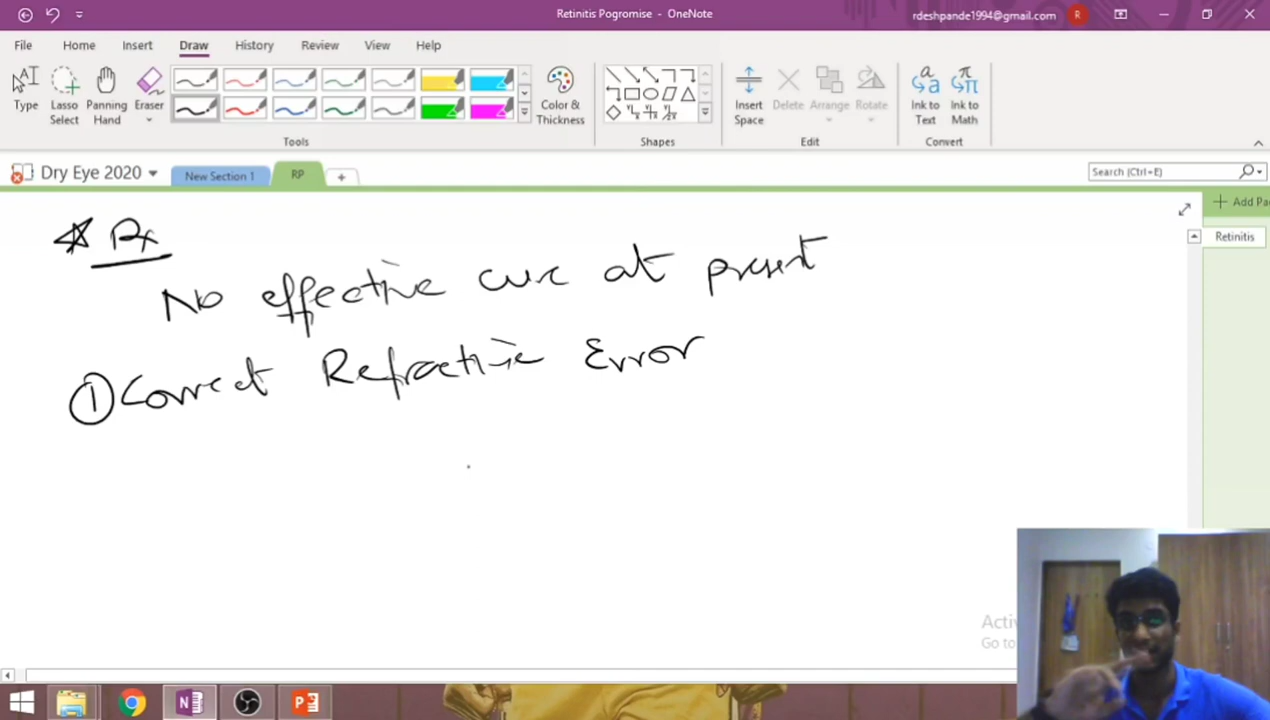 Retinitis Pogromise - OneNote
rdeshpande1994@gmail.com
R
File Home Insert Draw History Review View Help
Type
Lasso Select
Panning Hand
Eraser
Color & Thickness
Insert Space
Delete
Arrange
Rotate
Ink to Text
Ink to Math
Tools
Shapes
Edit
Convert
Dry Eye 2020
New Section 1
RP
Search (Ctrl+E)
Add Pa
Retinitis
Rx
No effective cure at present
① Correct Refractive Error
Activ
Go to